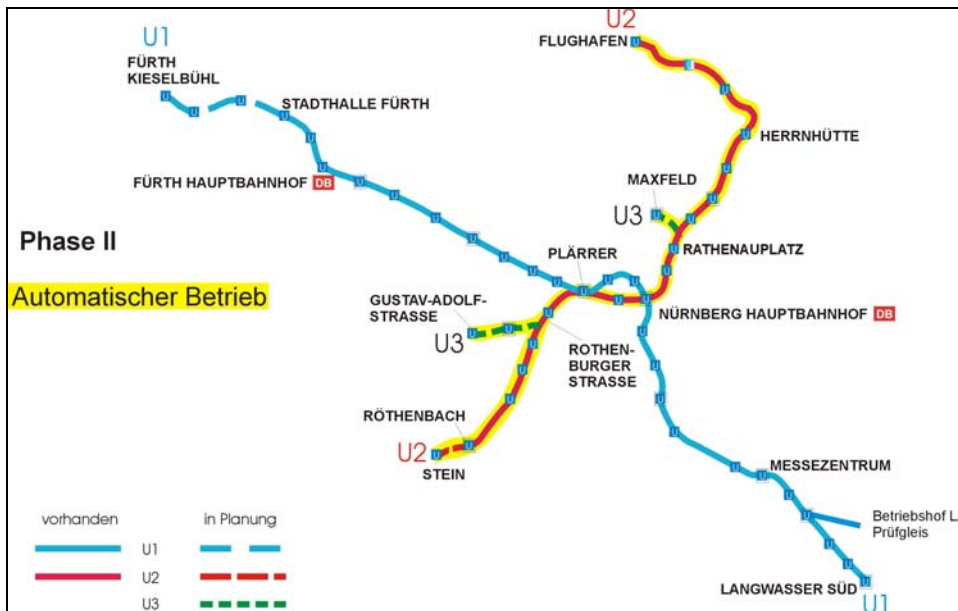 U1
FÜRTH
KIESELBÜHL
STADTHALLE FÜRTH
FÜRTH HAUPTBAHNHOF DB
U2
FLUGHAFEN
HERRNHÜTTE
MAXFELD
U3
RATHENAUPLATZ
Phase II
Automatischer Betrieb
PLÄRRER
GUSTAV-ADOLF-
STRASSE
U3
NÜRNBERG HAUPTBAHNHOF DB
ROTHEN-
BURGER
STRASSE
RÖTHENBACH
U2
STEIN
MESSEZENTRUM
Betriebshof L
Prüfgleis
LANGWASSER SÜD
U1
vorhanden
in Planung
U1
U2
U3